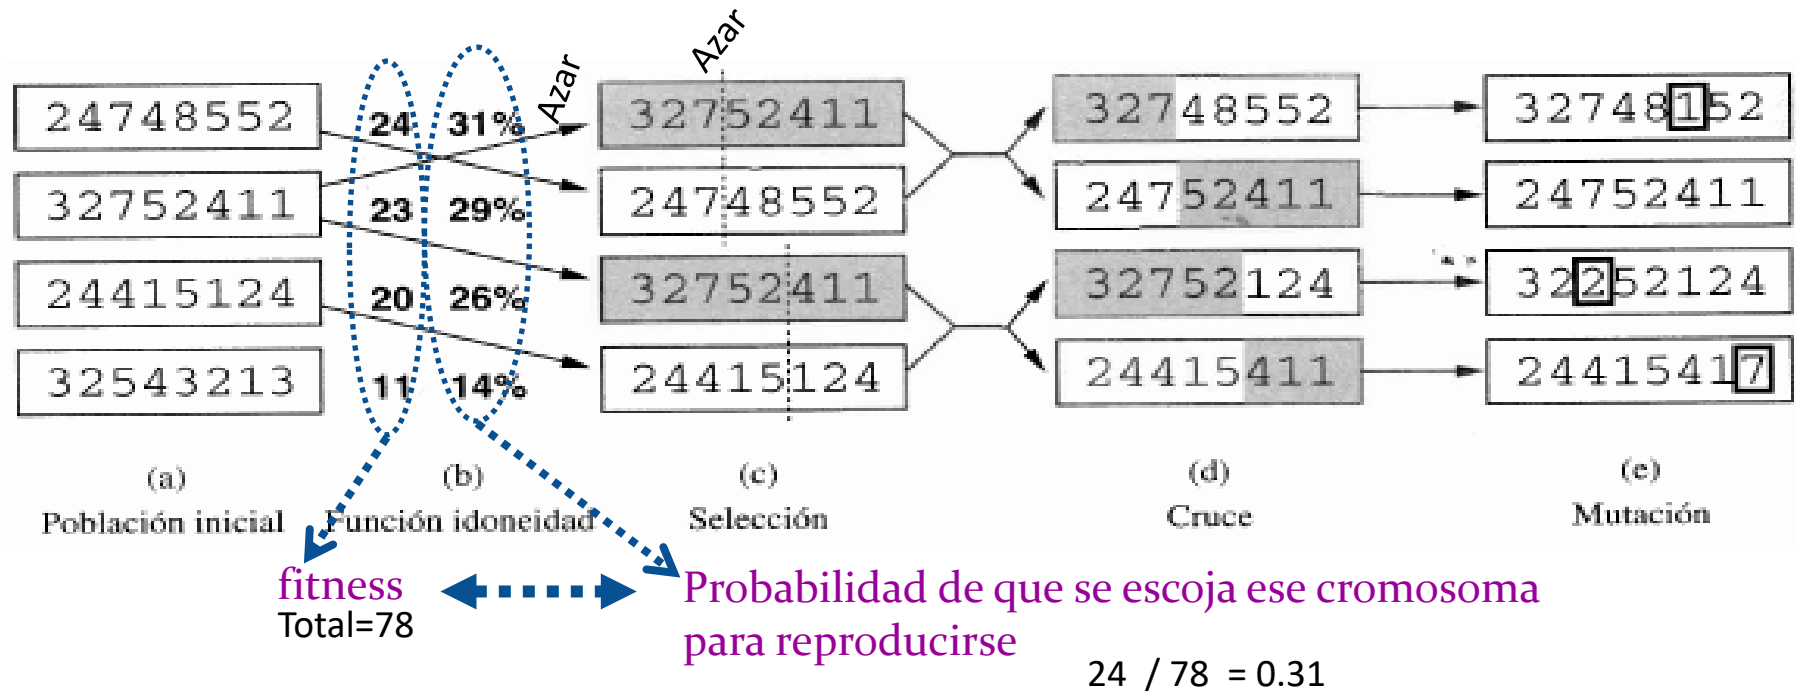 Azar
Azar
24748552 24 31% 32752411 32748552 32748152
32752411 23 29% 24748552 24752411 24752411
24415124 20 26% 32752411 32752124 32252124
32543213 11 14% 24415124 24415411 24415417
(a) (b) (c) (d) (e)
Población inicial Función idoneidad Selección Cruce Mutación
fitness
Total=78
Probabilidad de que se escoja ese cromosoma
para reproducirse
24 / 78 = 0.31